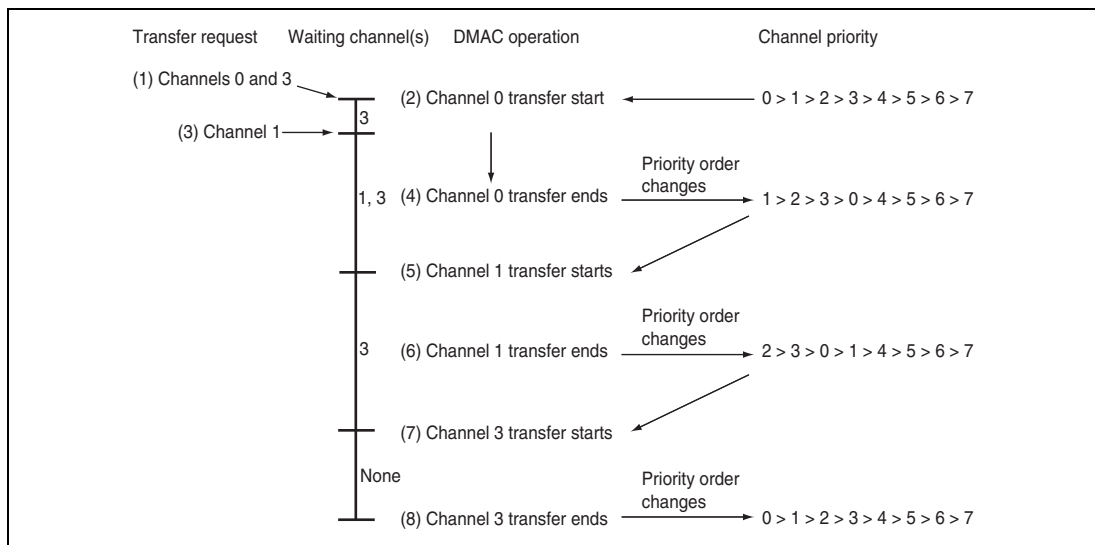 Transfer request Waiting channel(s) DMAC operation Channel priority
(1) Channels 0 and 3
(2) Channel 0 transfer start 0 > 1 > 2 > 3 > 4 > 5 > 6 > 7
3
(3) Channel 1
Priority order
changes
1, 3 (4) Channel 0 transfer ends 1 > 2 > 3 > 0 > 4 > 5 > 6 > 7
(5) Channel 1 transfer starts
Priority order
changes
3 (6) Channel 1 transfer ends 2 > 3 > 0 > 1 > 4 > 5 > 6 > 7
(7) Channel 3 transfer starts
None
Priority order
changes
(8) Channel 3 transfer ends 0 > 1 > 2 > 3 > 4 > 5 > 6 > 7